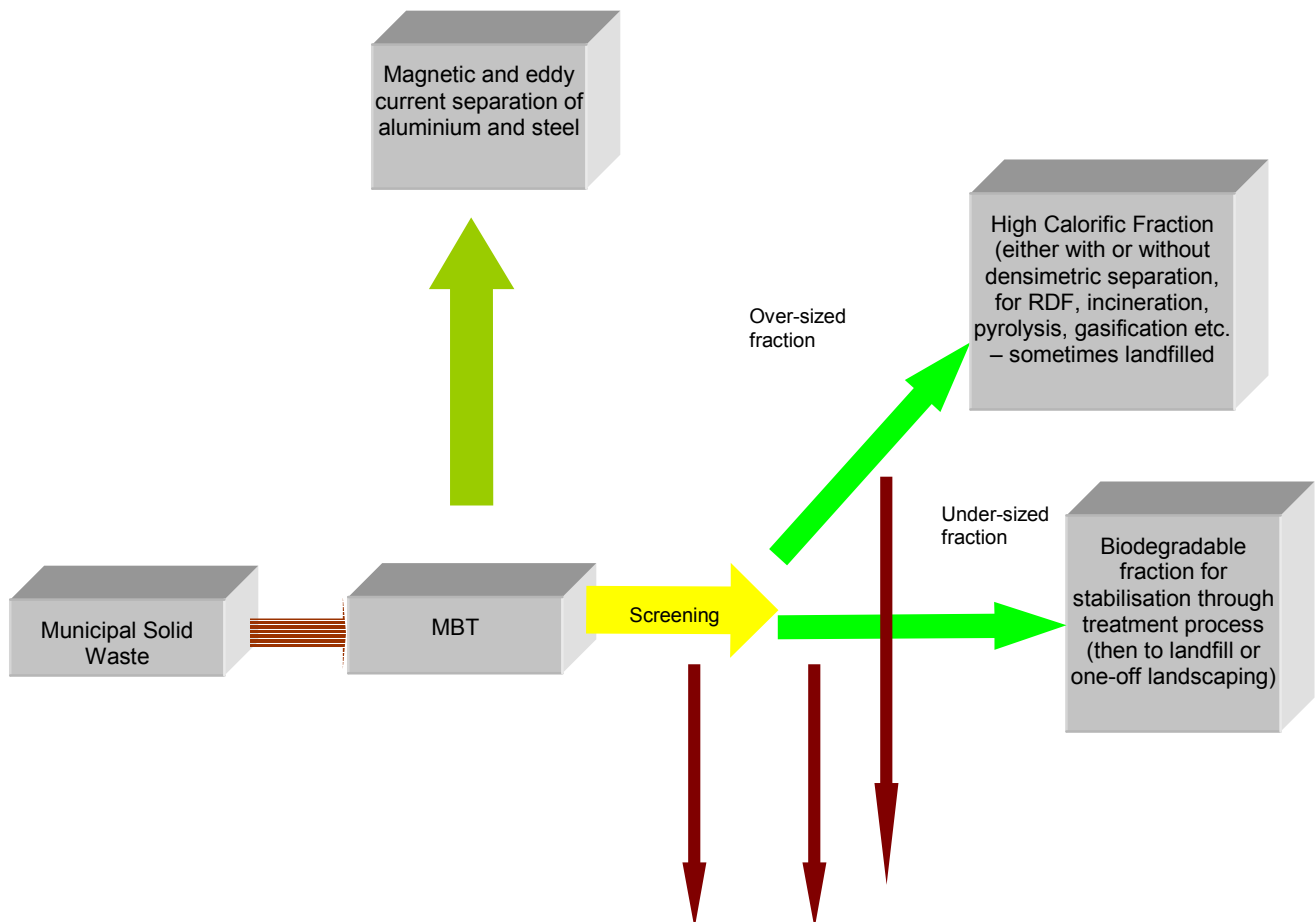 Magnetic and eddy
current separation of
aluminium and steel
High Calorific Fraction
(either with or without
densimetric separation,
for RDF, incineration,
pyrolysis, gasification etc.
– sometimes landfilled
Over-sized
fraction
Under-sized
fraction
Biodegradable
fraction for
stabilisation through
treatment process
(then to landfill or
one-off landscaping)
Municipal Solid
Waste
MBT
Screening